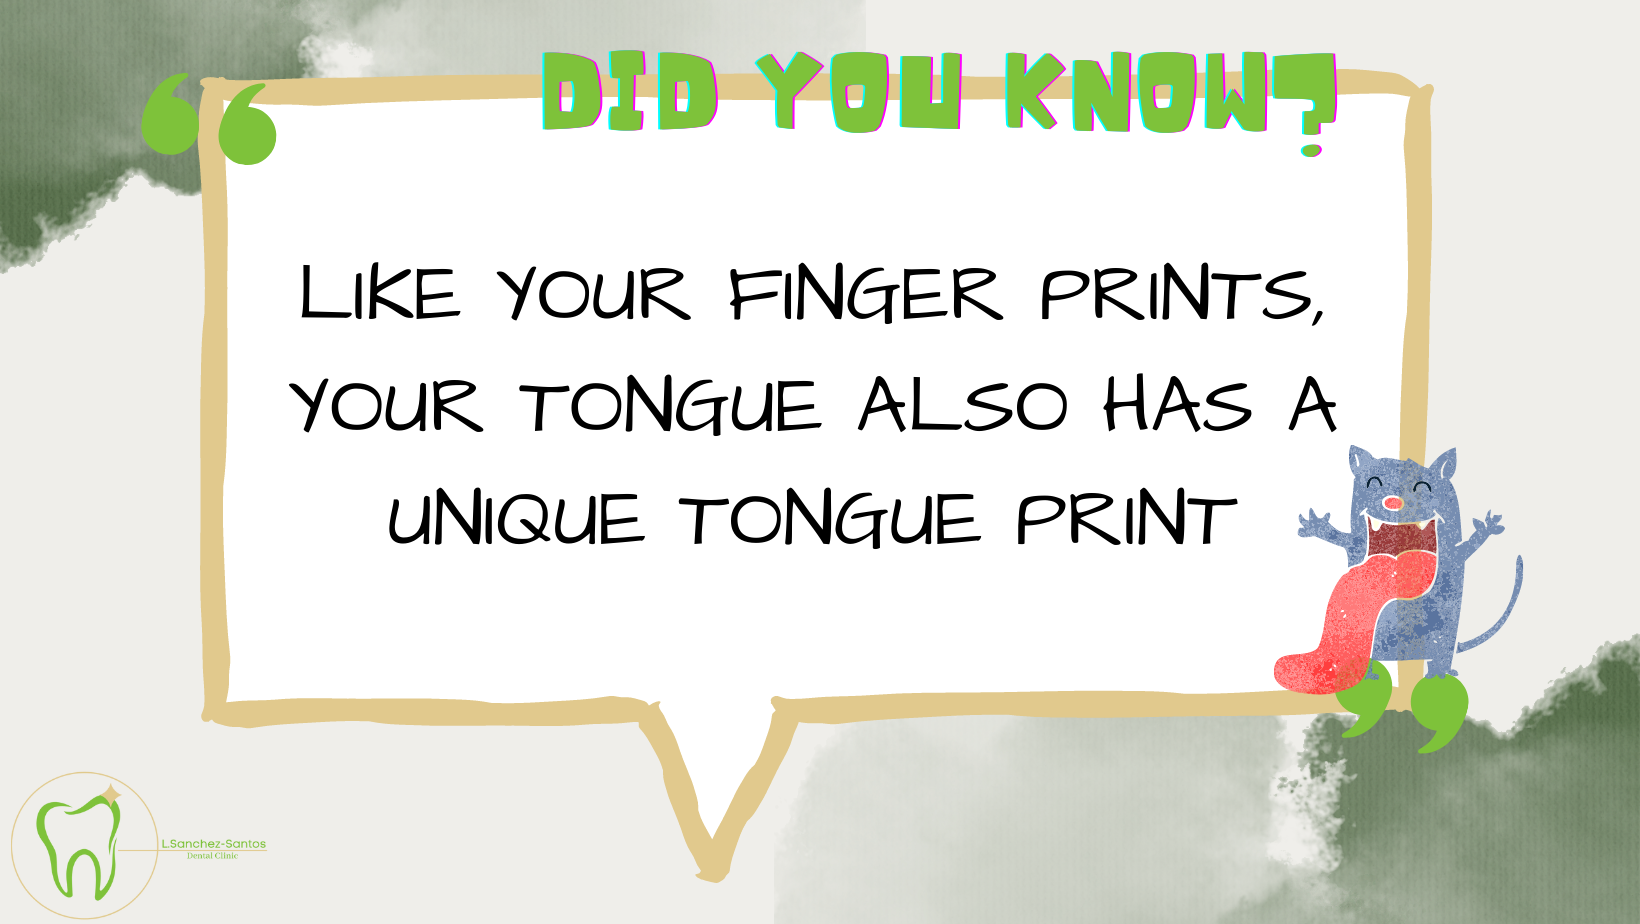 DID YOU KNOW?
LIKE YOUR FINGER PRINTS,
YOUR TONGUE ALSO HAS A
UNIQUE TONGUE PRINT
L.Sanchez-Santos
Dental Clinic